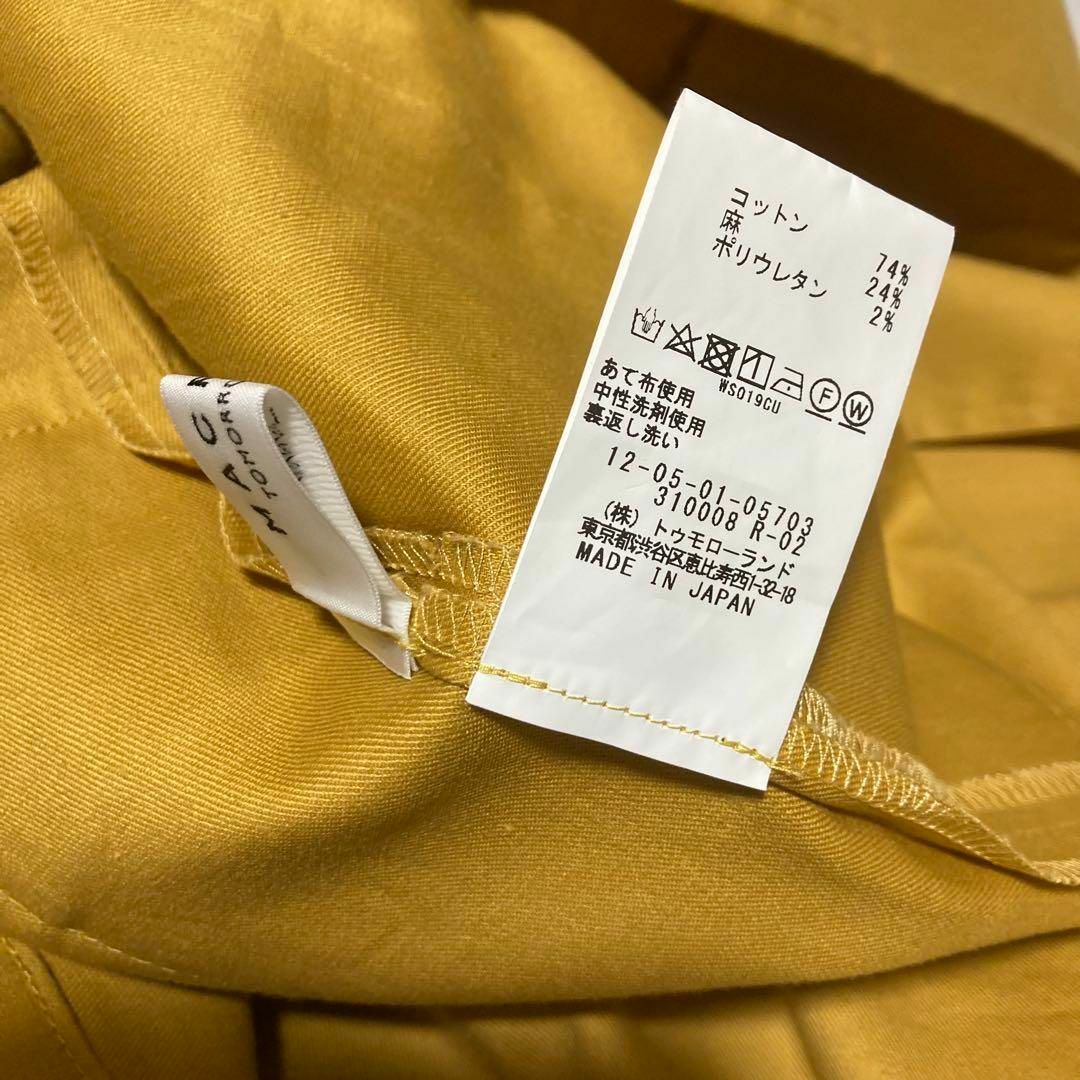 コットン 74%
麻 24%
ポリウレタン 2%
WS019CU
F W
あて布使用
中性洗剤使用
裏返し洗い
12-05-01-05703
310008 R-02
(株) トゥモローランド
東京都渋谷区恵比寿西1-32-18
MADE IN JAPAN
M A C
TOMORR